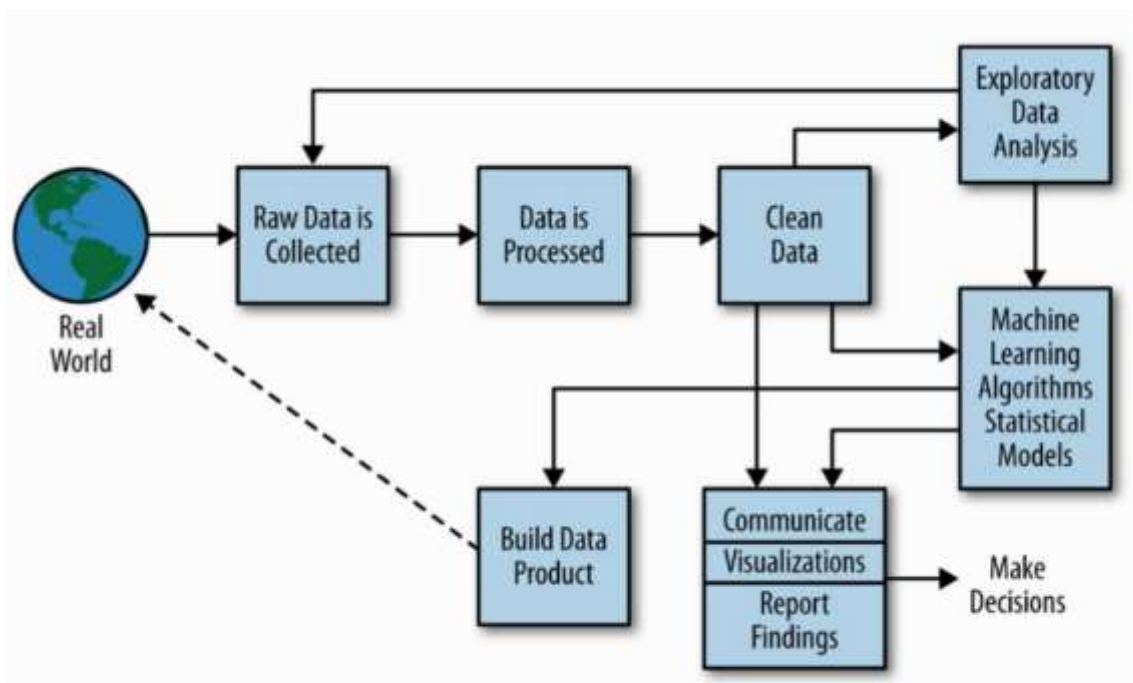 Exploratory
Data
Analysis
Raw Data is
Collected
Data is
Processed
Clean
Data
Real
World
Machine
Learning
Algorithms
Statistical
Models
Build Data
Product
Communicate
Visualizations
Report
Findings
Make
Decisions